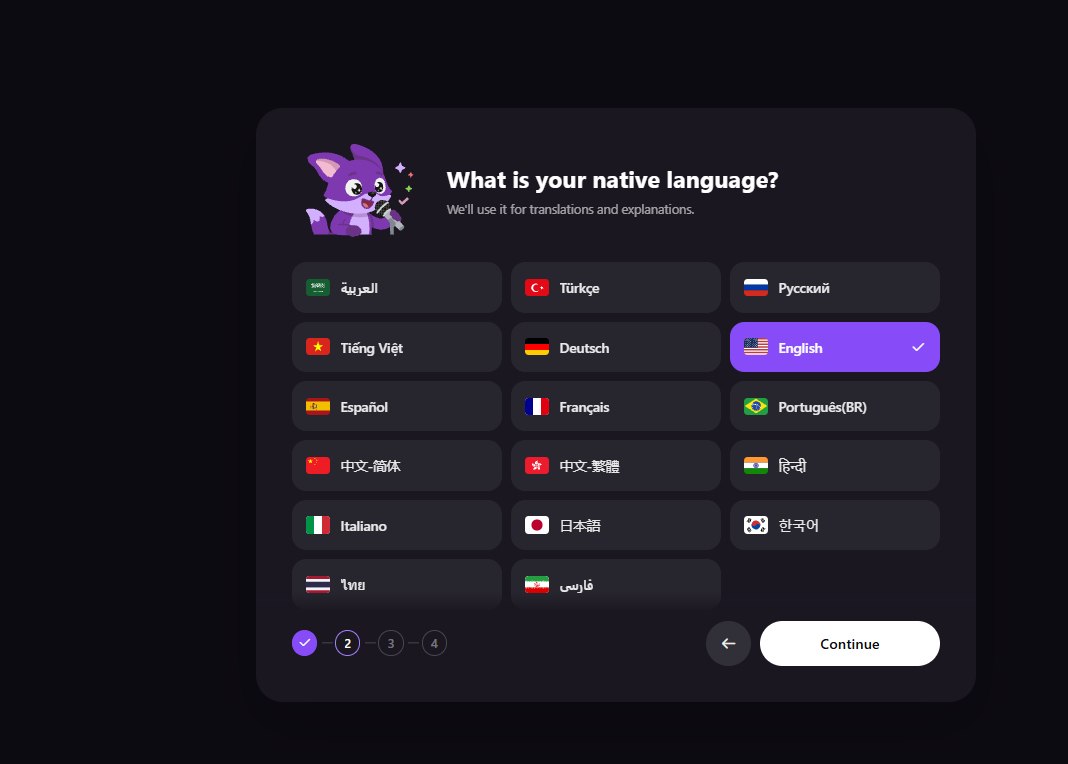 What is your native language?
We'll use it for translations and explanations.
العربية
Türkçe
Русский
Tiếng Việt
Deutsch
English
Español
Français
Português(BR)
中文-简体
中文-繁體
हिन्दी
Italiano
日本語
한국어
ไทย
فارسی
2
3
4
Continue